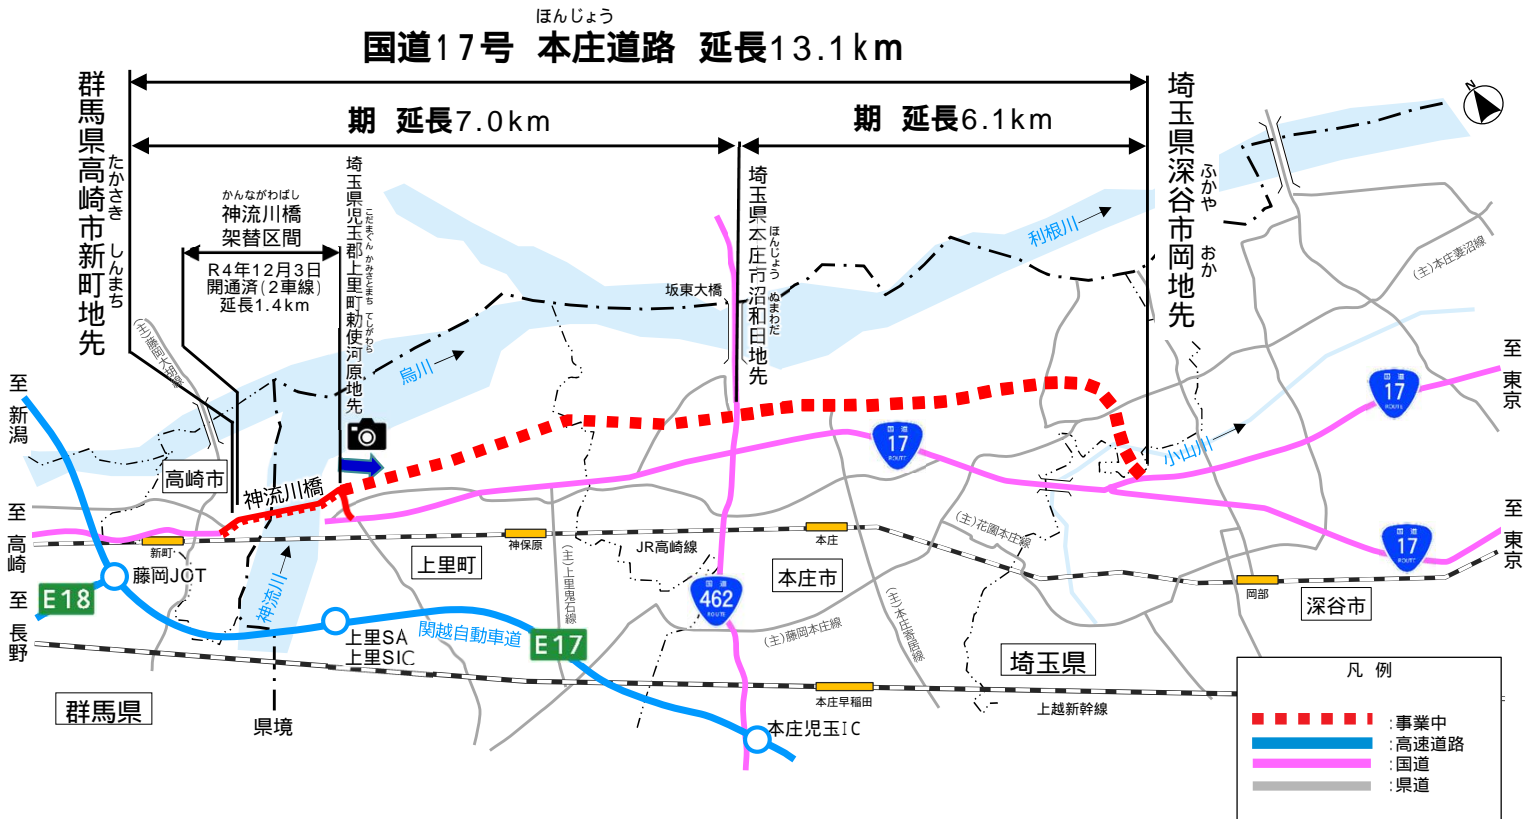 ほんじょう
国道17号 本庄道路 延長13.1km
期 延長7.0km
期 延長6.1km
群馬県高崎市新町地先
たかさき しんまち
かんながわばし
神流川橋
架替区間
R4年12月3日
開通済(2車線)
延長1.4km
埼玉県児玉郡上里町勅使河原地先
こだまぐん かみさとまち てしがわら
埼玉県本庄市沼和田地先
ほんじょう ぬまわだ
埼玉県深谷市岡地先
ふかや おか
N
坂東大橋
利根川
烏川
(主)藤岡大胡線
(主)本庄妻沼線
至 新潟
至 高崎
至 長野
至 東京
至 東京
国道
17
ROUTE
国道
17
ROUTE
国道
17
ROUTE
小山川
高崎市
神流川橋
新町
神保原
JR高崎線
本庄
(主)花園本庄線
岡部
藤岡JCT
上里町
(主)上里鬼石線
国道
462
ROUTE
本庄市
(主)本庄寄居線
深谷市
E18
神流川
上里SA
上里SIC
関越自動車道
E17
(主)藤岡本庄線
埼玉県
群馬県
県境
本庄早稲田
上越新幹線
本庄児玉IC
凡 例
:事業中
:高速道路
:国道
:県道